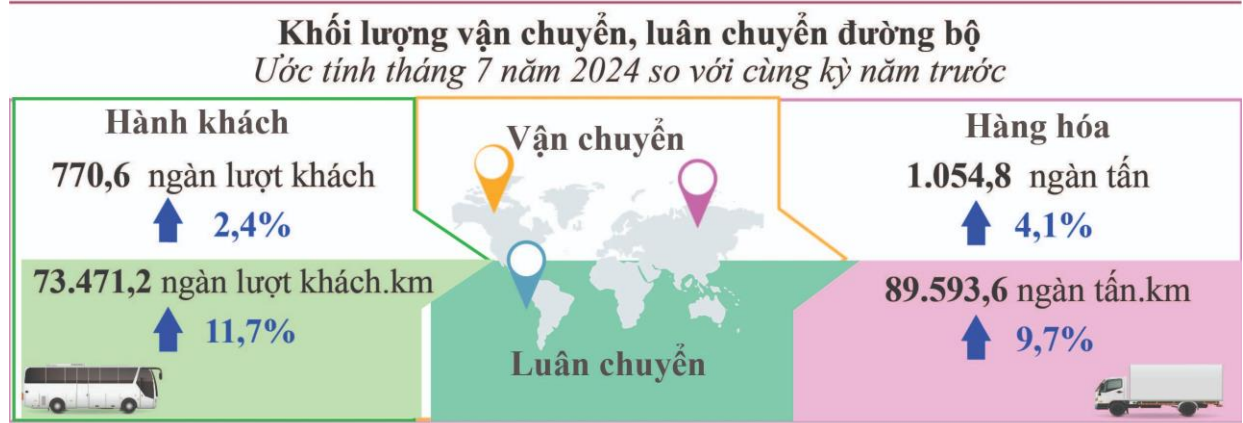 Khối lượng vận chuyển, luân chuyển đường bộ
Ước tính tháng 7 năm 2024 so với cùng kỳ năm trước
Hành khách
770,6 ngàn lượt khách
2,4%
73.471,2 ngàn lượt khách.km
11,7%
Vận chuyển
Luân chuyển
Hàng hóa
1.054,8 ngàn tấn
4,1%
89.593,6 ngàn tấn.km
9,7%